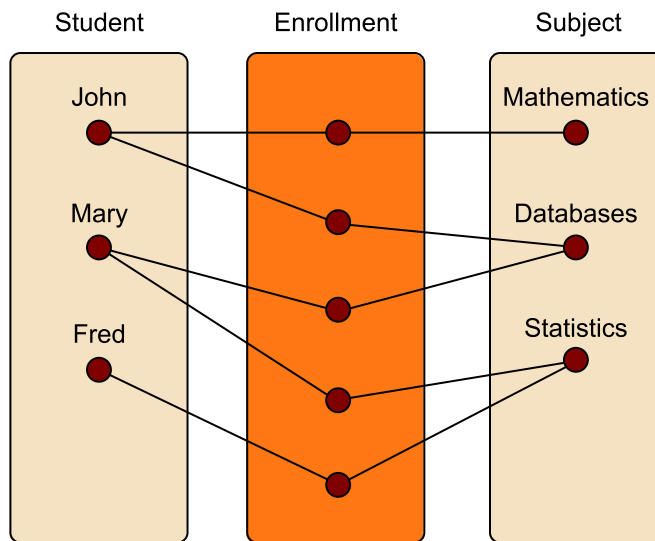 Student
Enrollment
Subject
John
Mathematics
Mary
Databases
Fred
Statistics